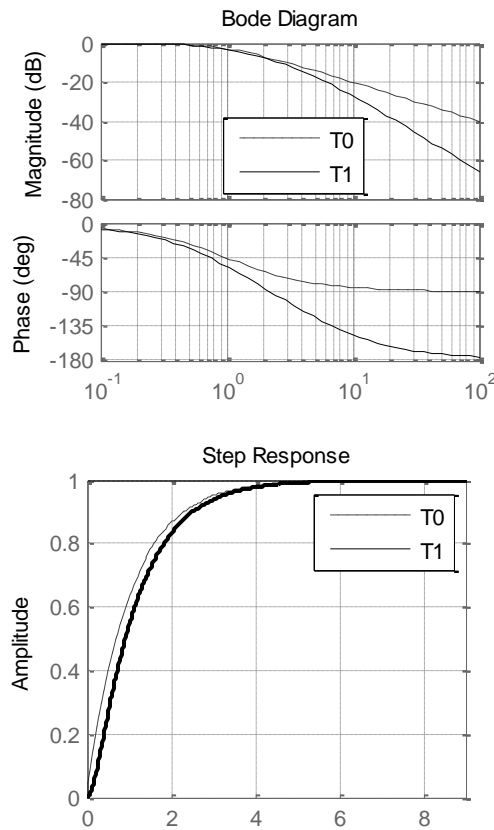 Bode Diagram
Magnitude (dB)
0
-20
-40
-60
-80
T0
T1
Phase (deg)
0
-45
-90
-135
-180
10^-1
10^0
10^1
10^2
Step Response
Amplitude
1
0.8
0.6
0.4
0.2
0
T0
T1
0
2
4
6
8